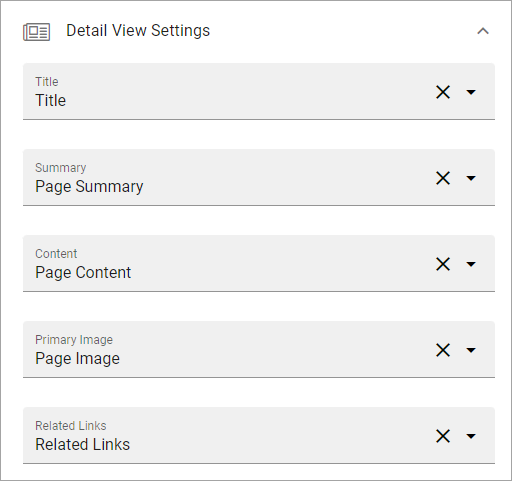 Detail View Settings
Title
Title
Summary
Page Summary
Content
Page Content
Primary Image
Page Image
Related Links
Related Links